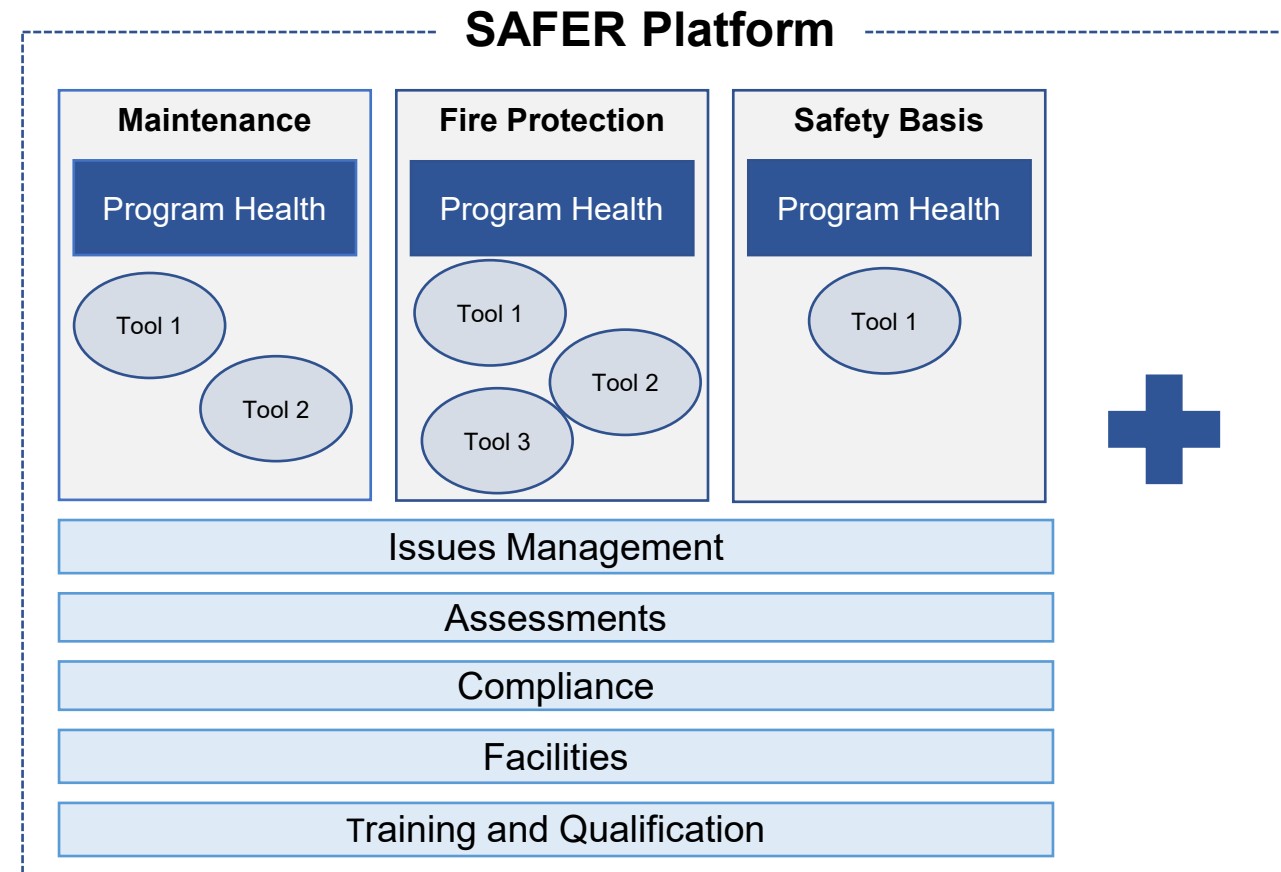 SAFER Platform
Maintenance
Program Health
Tool 1
Tool 2
Fire Protection
Program Health
Tool 1
Tool 2
Tool 3
Safety Basis
Program Health
Tool 1
Issues Management
Assessments
Compliance
Facilities
Training and Qualification